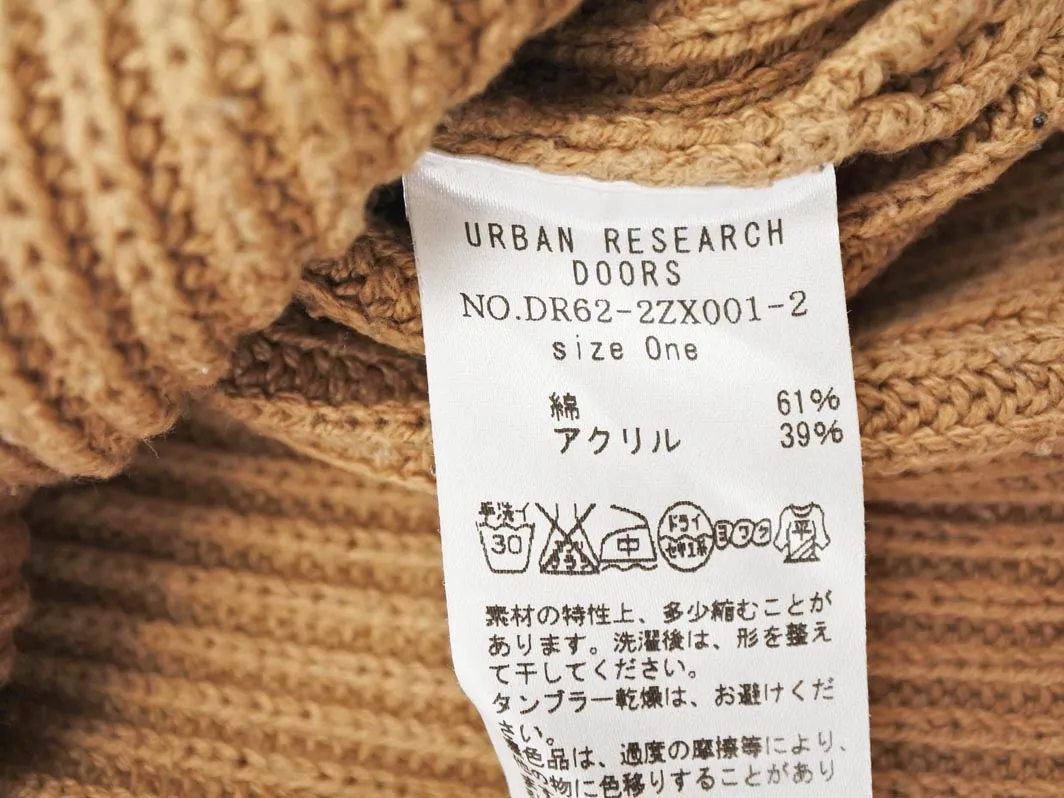 URBAN RESEARCH
DOORS
NO.DR62-2ZX001-2
size One
綿 61%
アクリル 39%
手洗イ
30
中
ドライ
セキユ系
ヨワク
平
素材の特性上、多少縮むことが
あります。洗濯後は、形を整え
て干してください。
タンブラー乾燥は、お避けくだ
さい。
色品は、過度の摩擦等により、
の物に色移りすることがあり